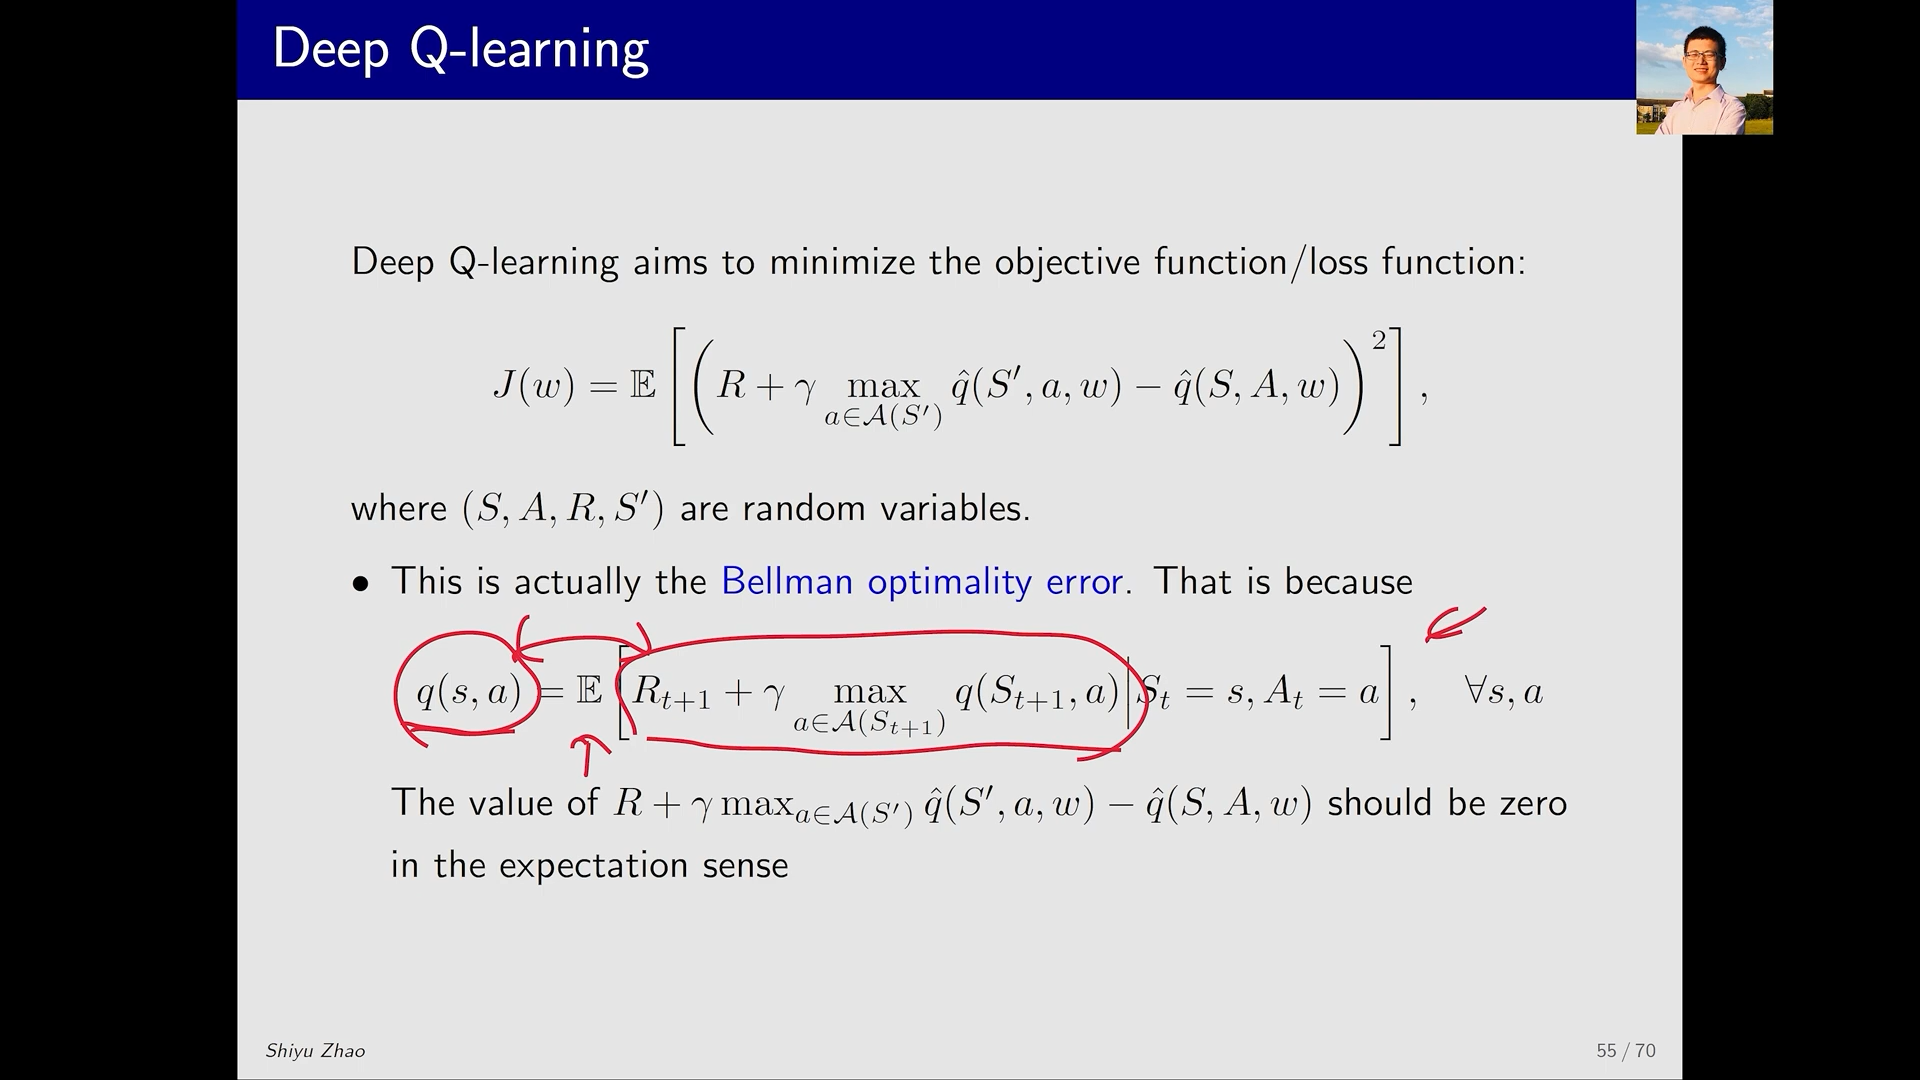 Deep Q-learning
Deep Q-learning aims to minimize the objective function/loss function:
J(w) = 𝔼 [ ( R + γ max_{a∈𝒜(S′)} q̂(S′, a, w) − q̂(S, A, w) )² ] ,
where (S, A, R, S′) are random variables.
• This is actually the Bellman optimality error. That is because
q(s, a) = 𝔼 [ R_{t+1} + γ max_{a∈𝒜(S_{t+1})} q(S_{t+1}, a) | S_t = s, A_t = a ] , ∀s, a
The value of R + γ max_{a∈𝒜(S′)} q̂(S′, a, w) − q̂(S, A, w) should be zero
in the expectation sense
Shiyu Zhao
55 / 70